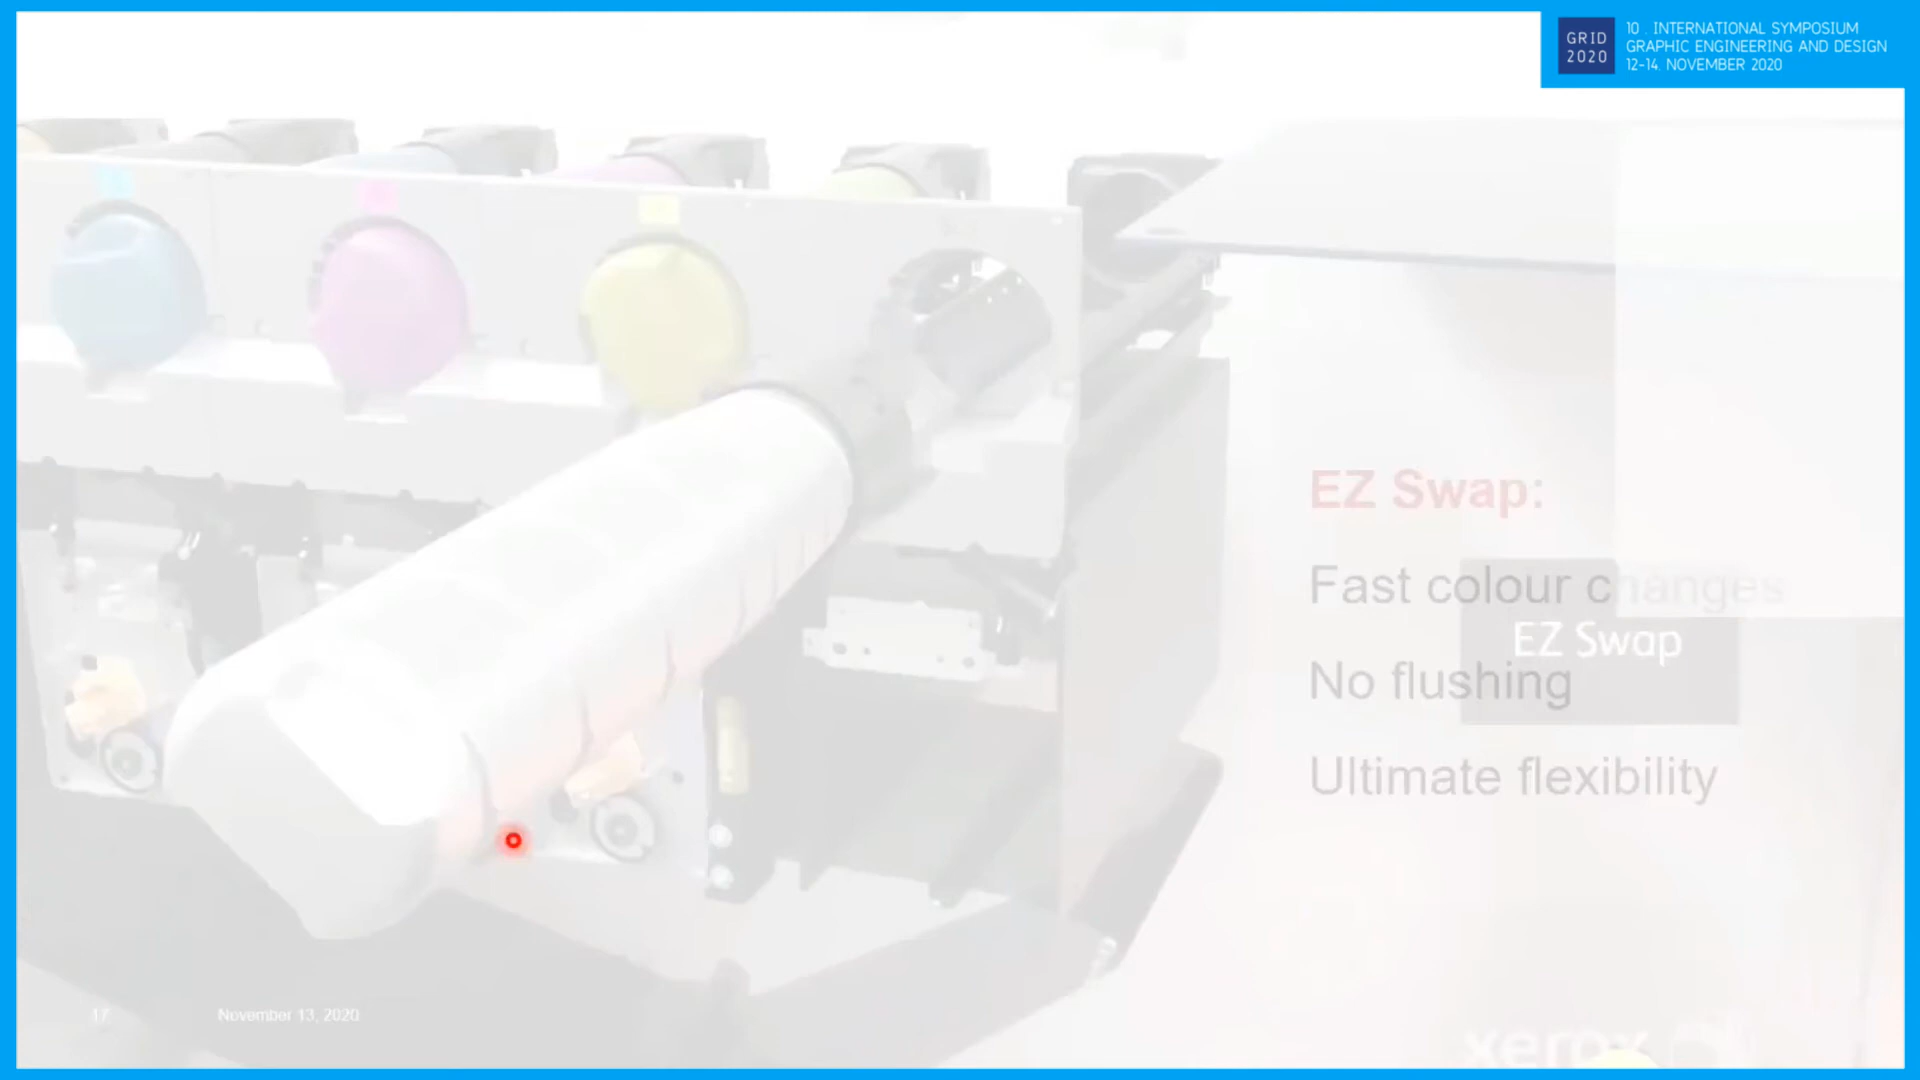 GRID
2020
10 . INTERNATIONAL SYMPOSIUM
GRAPHIC ENGINEERING AND DESIGN
12-14. NOVEMBER 2020
EZ Swap:
Fast colour changes
EZ Swap
No flushing
Ultimate flexibility
17
November 13, 2020
xerox